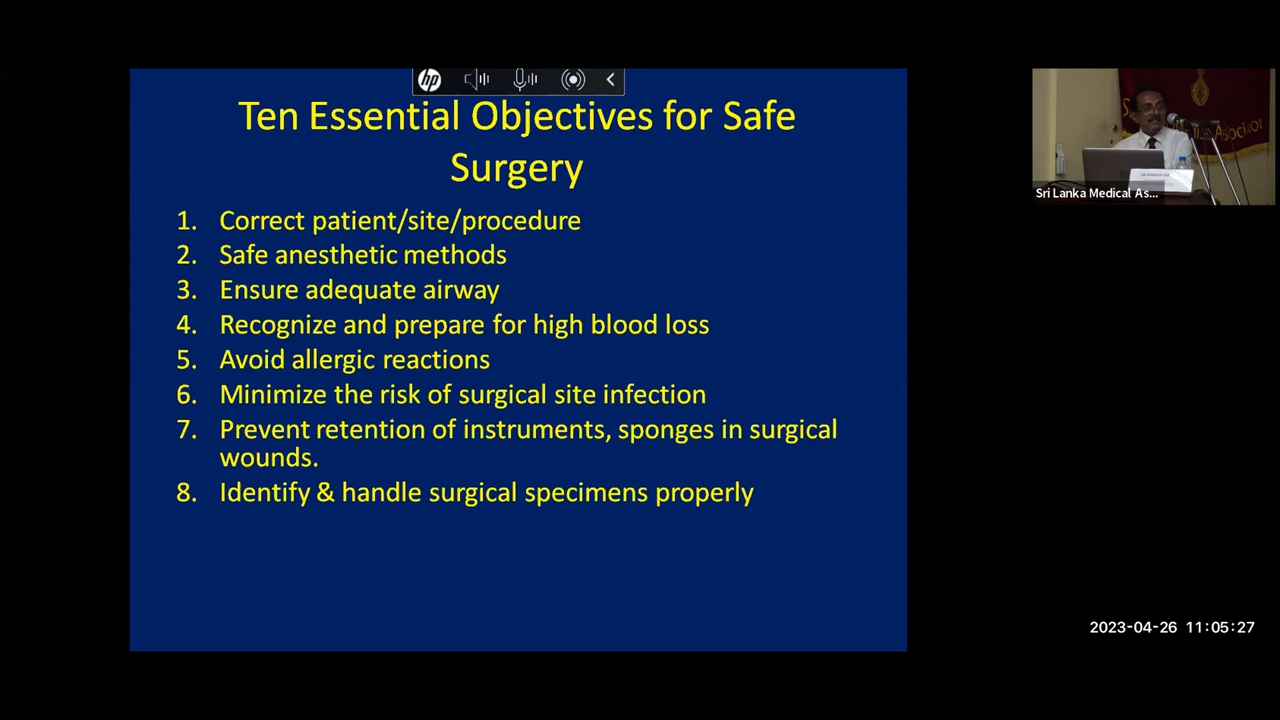 hp
Ten Essential Objectives for Safe
Surgery
1. Correct patient/site/procedure
2. Safe anesthetic methods
3. Ensure adequate airway
4. Recognize and prepare for high blood loss
5. Avoid allergic reactions
6. Minimize the risk of surgical site infection
7. Prevent retention of instruments, sponges in surgical
wounds.
8. Identify & handle surgical specimens properly
Sri Lanka Medical As...
2023-04-26 11:05:27